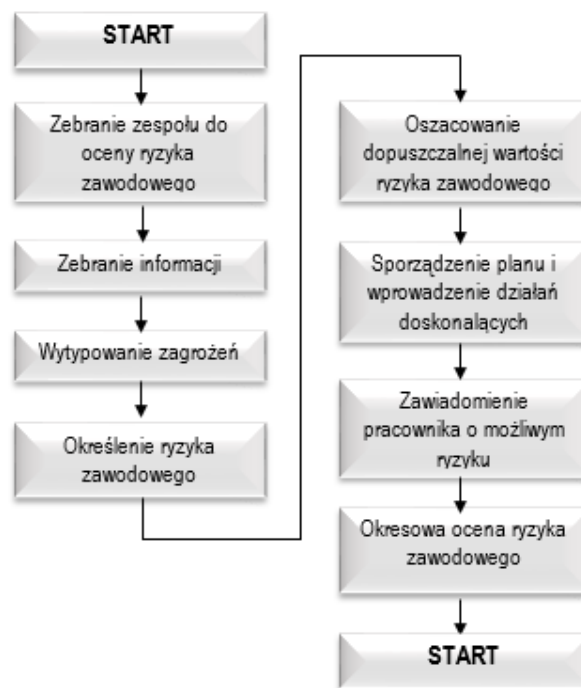 START
Zebranie zespołu do
oceny ryzyka
zawodowego
Zebranie informacji
Wytypowanie zagrożeń
Określenie ryzyka
zawodowego
Oszacowanie
dopuszczalnej wartości
ryzyka zawodowego
Sporządzenie planu i
wprowadzenie działań
doskonalących
Zawiadomienie
pracownika o możliwym
ryzyku
Okresowa ocena ryzyka
zawodowego
START